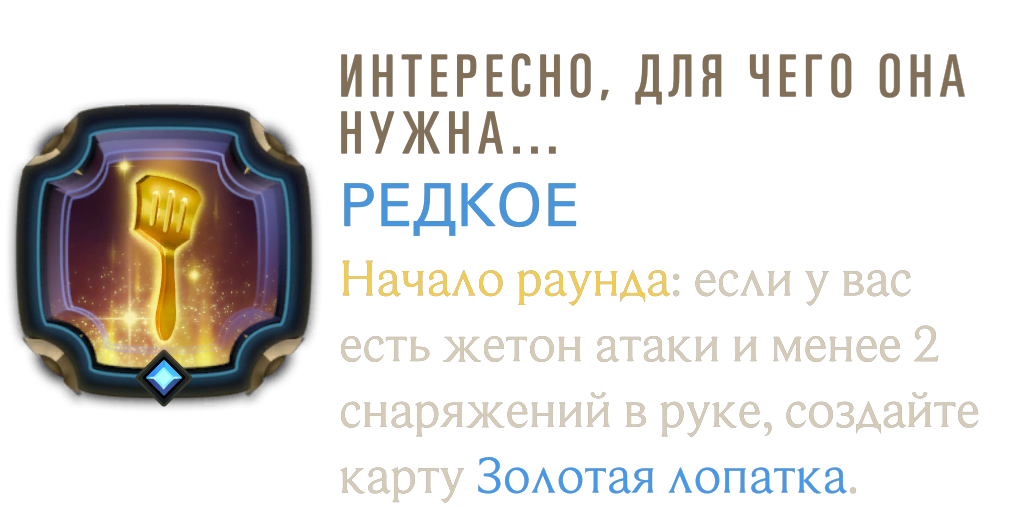 ИНТЕРЕСНО, ДЛЯ ЧЕГО ОНА
НУЖНА...
РЕДКОЕ
Начало раунда: если у вас
есть жетон атаки и менее 2
снаряжений в руке, создайте
карту Золотая лопатка.